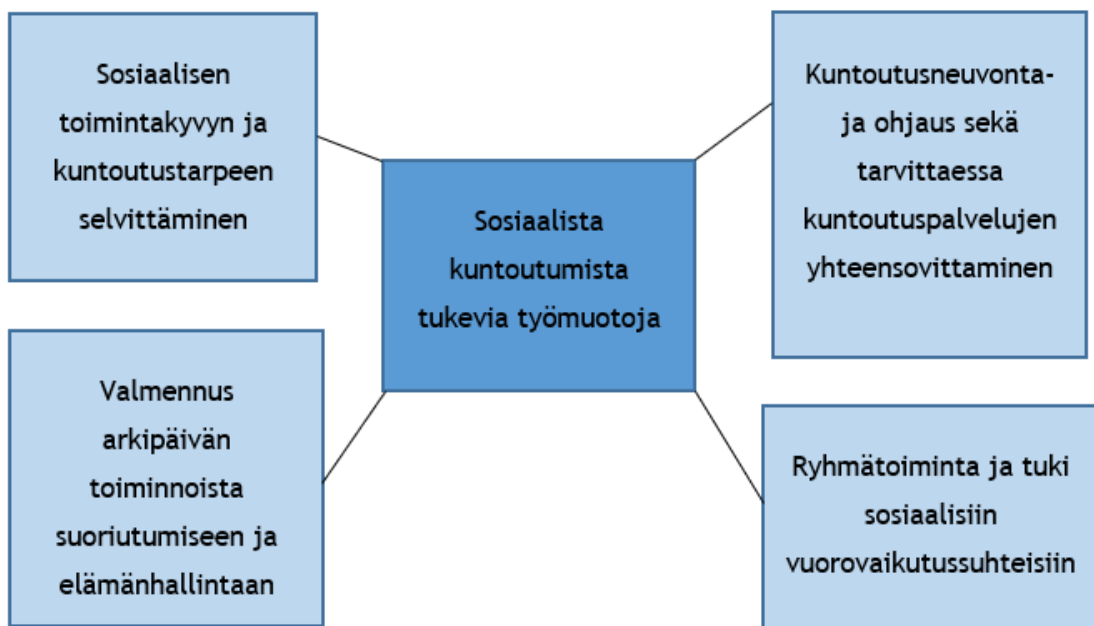 Sosiaalisen
toimintakyvyn ja
kuntoutustarpeen
selvittäminen
Kuntoutusneuvonta-
ja ohjaus sekä
tarvittaessa
kuntoutuspalvelujen
yhteensovittaminen
Sosiaalista
kuntoutumista
tukevia työmuotoja
Valmennus
arkipäivän
toiminnoista
suoriutumiseen ja
elämänhallintaan
Ryhmätoiminta ja tuki
sosiaalisiin
vuorovaikutussuhteisiin